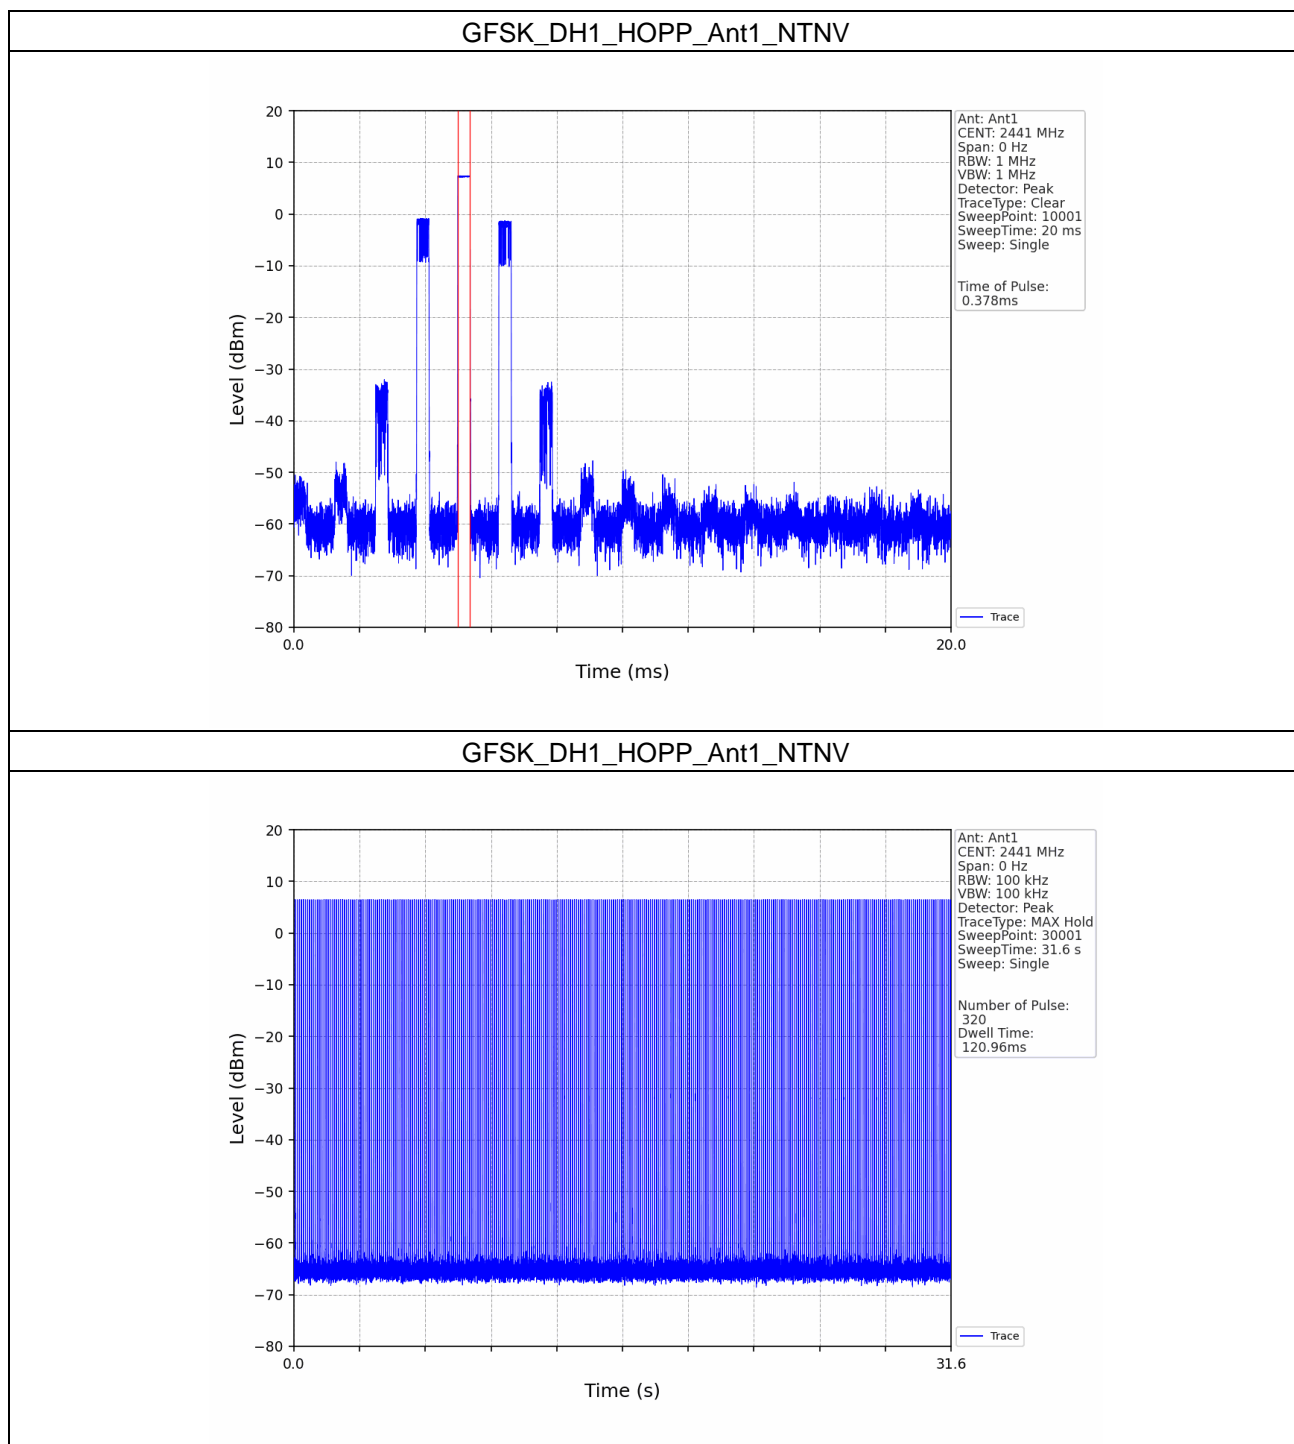 GFSK_DH1_HOPP_Ant1_NTNV
20
10
0
−10
−20
−30
−40
−50
−60
−70
−80
Level (dBm)
0.0
20.0
Time (ms)
Ant: Ant1
CENT: 2441 MHz
Span: 0 Hz
RBW: 1 MHz
VBW: 1 MHz
Detector: Peak
TraceType: Clear
SweepPoint: 10001
SweepTime: 20 ms
Sweep: Single
Time of Pulse:
0.378ms
Trace
GFSK_DH1_HOPP_Ant1_NTNV
20
10
0
−10
−20
−30
−40
−50
−60
−70
−80
Level (dBm)
0.0
31.6
Time (s)
Ant: Ant1
CENT: 2441 MHz
Span: 0 Hz
RBW: 100 kHz
VBW: 100 kHz
Detector: Peak
TraceType: MAX Hold
SweepPoint: 30001
SweepTime: 31.6 s
Sweep: Single
Number of Pulse:
320
Dwell Time:
120.96ms
Trace